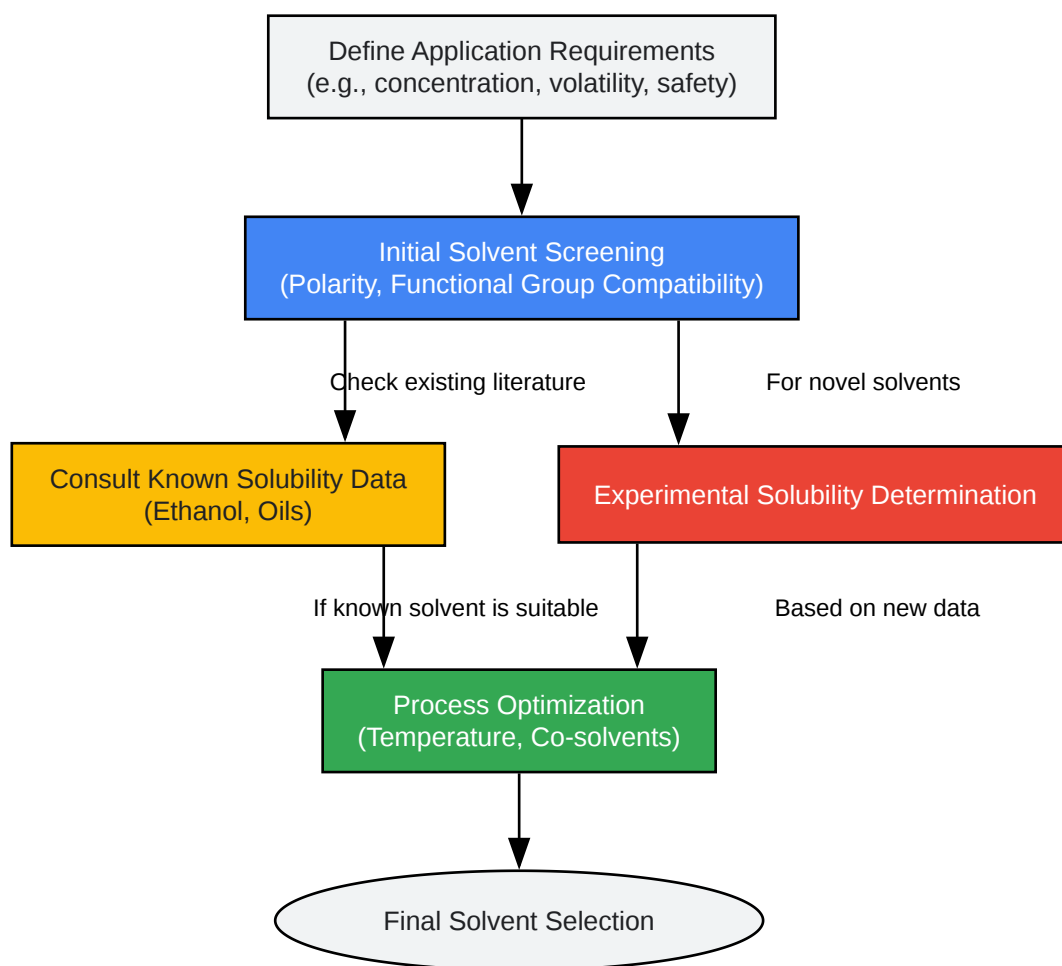 Define Application Requirements
(e.g., concentration, volatility, safety)
Initial Solvent Screening
(Polarity, Functional Group Compatibility)
Check existing literature
For novel solvents
Consult Known Solubility Data
(Ethanol, Oils)
Experimental Solubility Determination
If known solvent is suitable
Based on new data
Process Optimization
(Temperature, Co-solvents)
Final Solvent Selection